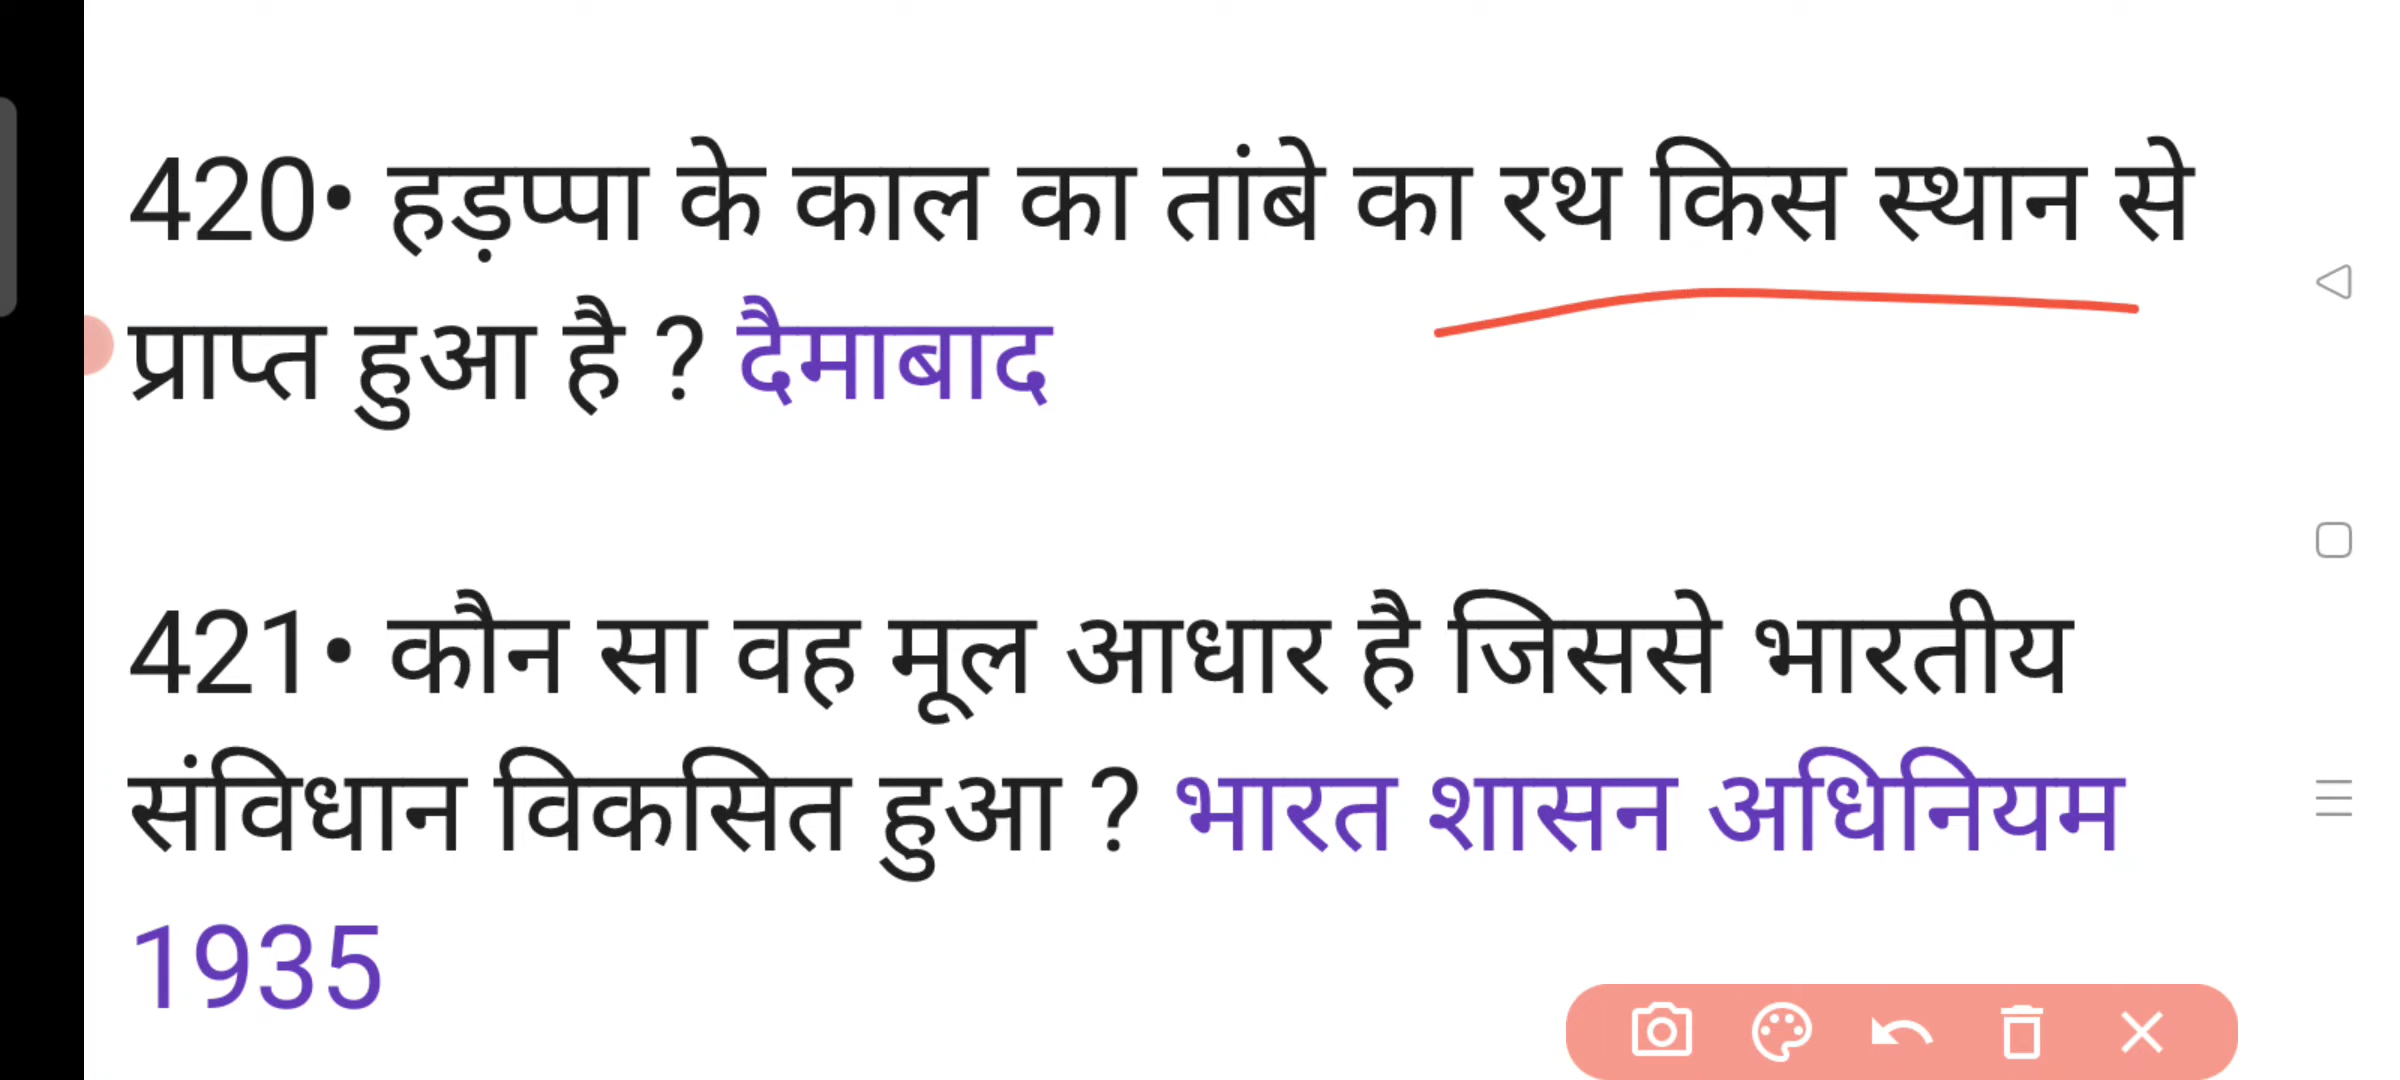 420• हड़प्पा के काल का तांबे का रथ किस स्थान से
प्राप्त हुआ है ? दैमाबाद
421• कौन सा वह मूल आधार है जिससे भारतीय
संविधान विकसित हुआ ? भारत शासन अधिनियम
1935